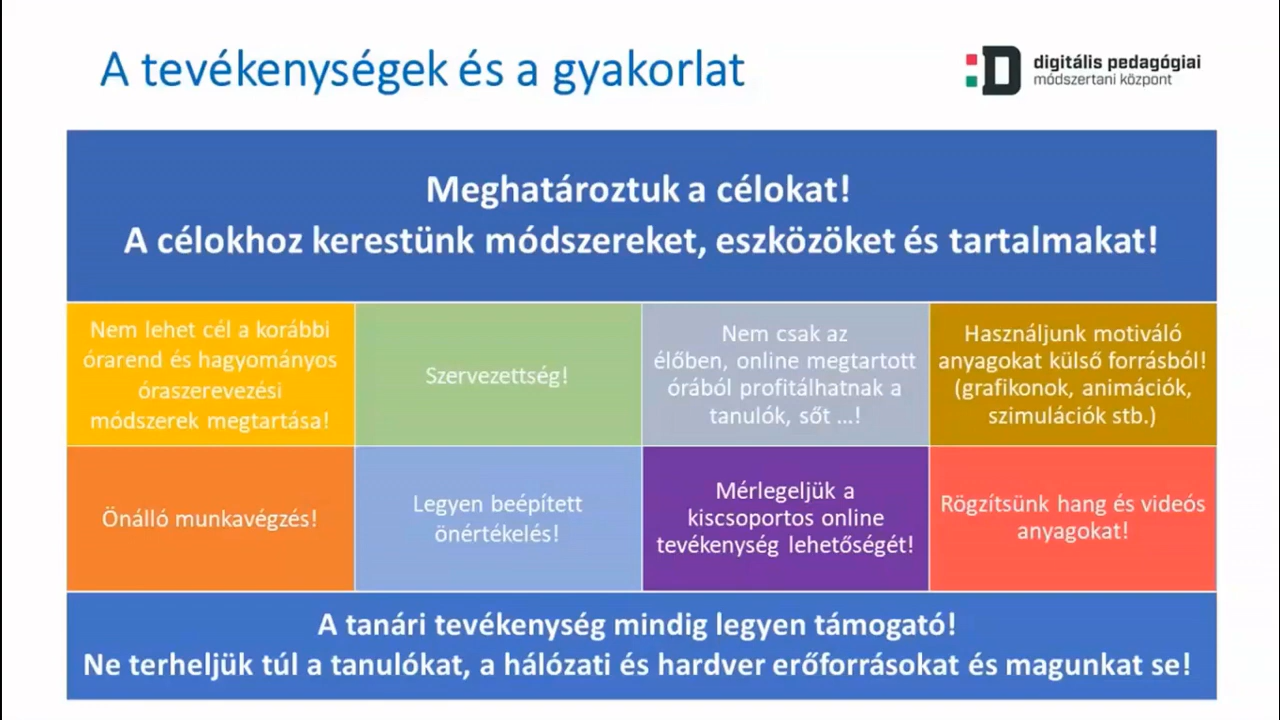 A tevékenységek és a gyakorlat
digitális pedagógiai
módszertani központ
Meghatároztuk a célokat!
A célokhoz kerestünk módszereket, eszközöket és tartalmakat!
Nem lehet cél a korábbi
órarend és hagyományos
óraszerevezési
módszerek megtartása!
Szervezettség!
Nem csak az
élőben, online megtartott
órából profitálhatnak a
tanulók, sőt ...!
Használjunk motiváló
anyagokat külső forrásból!
(grafikonok, animációk,
szimulációk stb.)
Önálló munkavégzés!
Legyen beépített
önértékelés!
Mérlegeljük a
kiscsoportos online
tevékenység lehetőségét!
Rögzítsünk hang és videós
anyagokat!
A tanári tevékenység mindig legyen támogató!
Ne terheljük túl a tanulókat, a hálózati és hardver erőforrásokat és magunkat se!